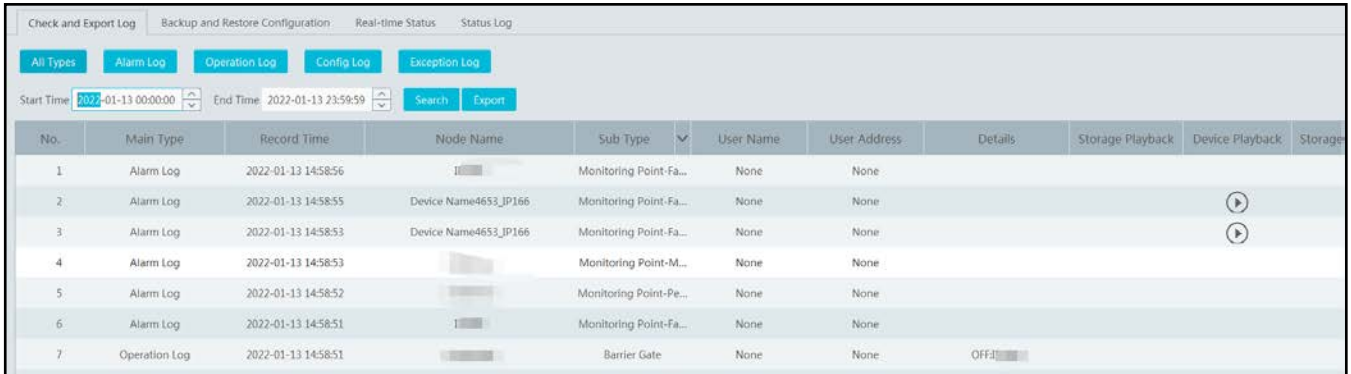 Check and Export Log Backup and Restore Configuration Real-time Status Status Log
All Types Alarm Log Operation Log Config Log Exception Log
Start Time 2022-01-13 00:00:00 End Time 2022-01-13 23:59:59 Search Export
No. Main Type Record Time Node Name Sub Type User Name User Address Details Storage Playback Device Playback Storage
1 Alarm Log 2022-01-13 14:58:56 Monitoring Point-Fa... None None
2 Alarm Log 2022-01-13 14:58:55 Device Name4653_IP166 Monitoring Point-Fa... None None
3 Alarm Log 2022-01-13 14:58:53 Device Name4653_IP166 Monitoring Point-Fa... None None
4 Alarm Log 2022-01-13 14:58:53 Monitoring Point-M... None None
5 Alarm Log 2022-01-13 14:58:52 Monitoring Point-Pe... None None
6 Alarm Log 2022-01-13 14:58:51 Monitoring Point-Fa... None None
7 Operation Log 2022-01-13 14:58:51 Barrier Gate None None